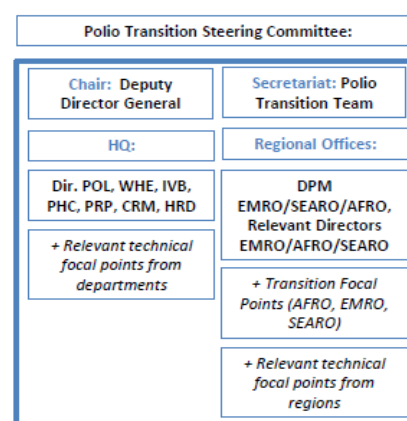 Polio Transition Steering Committee:
Chair: Deputy
Director General
Secretariat: Polio
Transition Team
HQ:
Regional Offices:
Dir. POL, WHE, IVB,
PHC, PRP, CRM, HRD
DPM
EMRO/SEARO/AFRO,
Relevant Directors
EMRO/AFRO/SEARO
+ Relevant technical
focal points from
departments
+ Transition Focal
Points (AFRO, EMRO,
SEARO)
+ Relevant technical
focal points from
regions